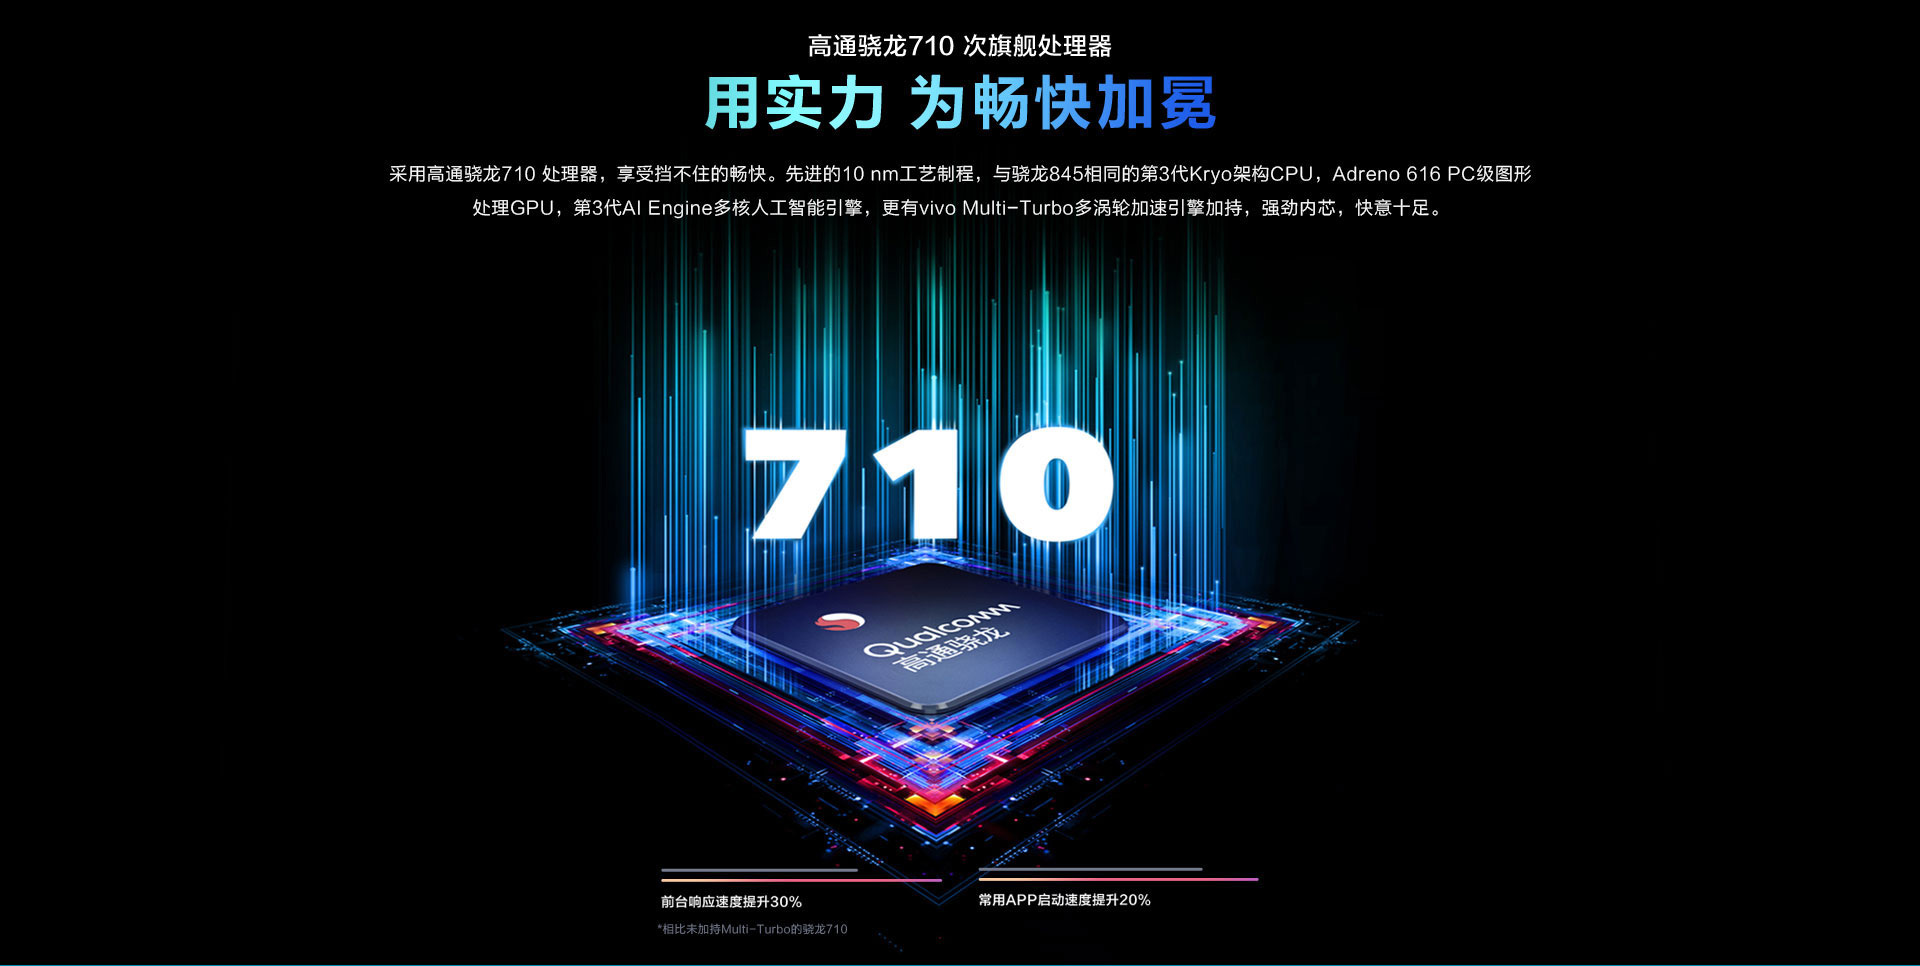 高通骁龙710 次旗舰处理器
用实力 为畅快加冕
采用高通骁龙710 处理器，享受挡不住的畅快。先进的10 nm工艺制程，与骁龙845相同的第3代Kryo架构CPU，Adreno 616 PC级图形
处理GPU，第3代AI Engine多核人工智能引擎，更有vivo Multi-Turbo多涡轮加速引擎加持，强劲内芯，快意十足。
710
Qualcomm
高通骁龙
前台响应速度提升30%
常用APP启动速度提升20%
*相比未加持Multi-Turbo的骁龙710